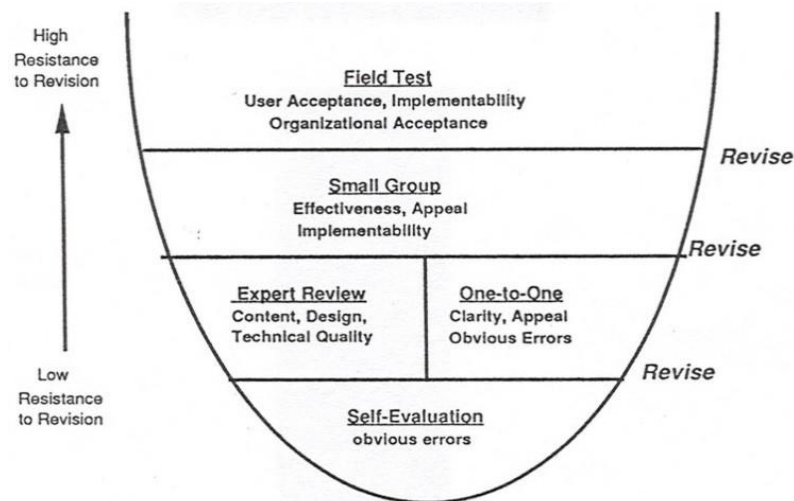 High
Resistance
to Revision
Field Test
User Acceptance, Implementability
Organizational Acceptance
Revise
Small Group
Effectiveness, Appeal
Implementability
Revise
Expert Review
Content, Design,
Technical Quality
One-to-One
Clarity, Appeal
Obvious Errors
Revise
Low
Resistance
to Revision
Self-Evaluation
obvious errors